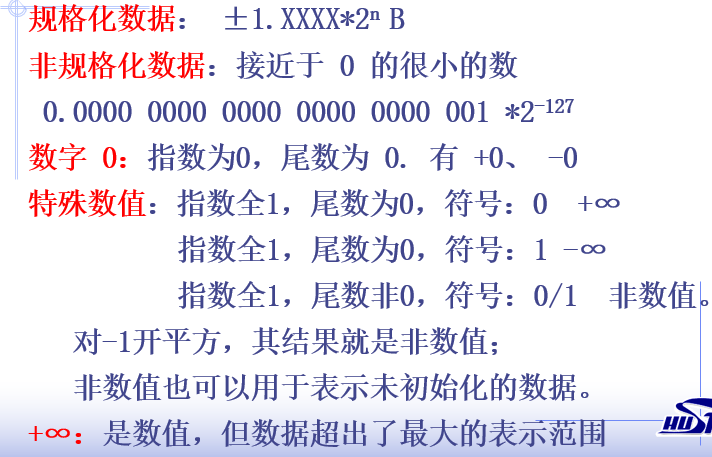 规格化数据： ±1.XXXX*2ⁿ B
非规格化数据：接近于 0 的很小的数
0.0000 0000 0000 0000 0000 001 *2⁻¹²⁷
数字 0：指数为0，尾数为 0. 有 +0、 -0
特殊数值：指数全1，尾数为0，符号：0 +∞
指数全1，尾数为0，符号：1 -∞
指数全1，尾数非0，符号：0/1 非数值。
对-1开平方，其结果就是非数值；
非数值也可以用于表示未初始化的数据。
+∞：是数值，但数据超出了最大的表示范围